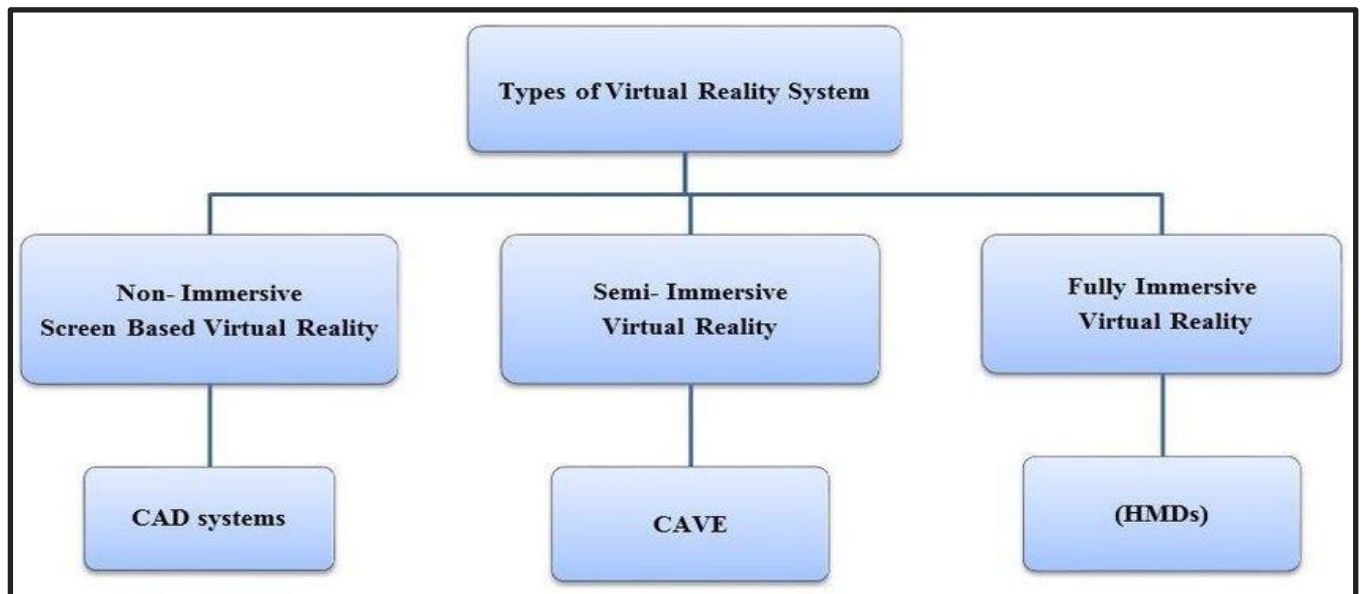 Types of Virtual Reality System
Non- Immersive
Screen Based Virtual Reality
Semi- Immersive
Virtual Reality
Fully Immersive
Virtual Reality
CAD systems
CAVE
(HMDs)